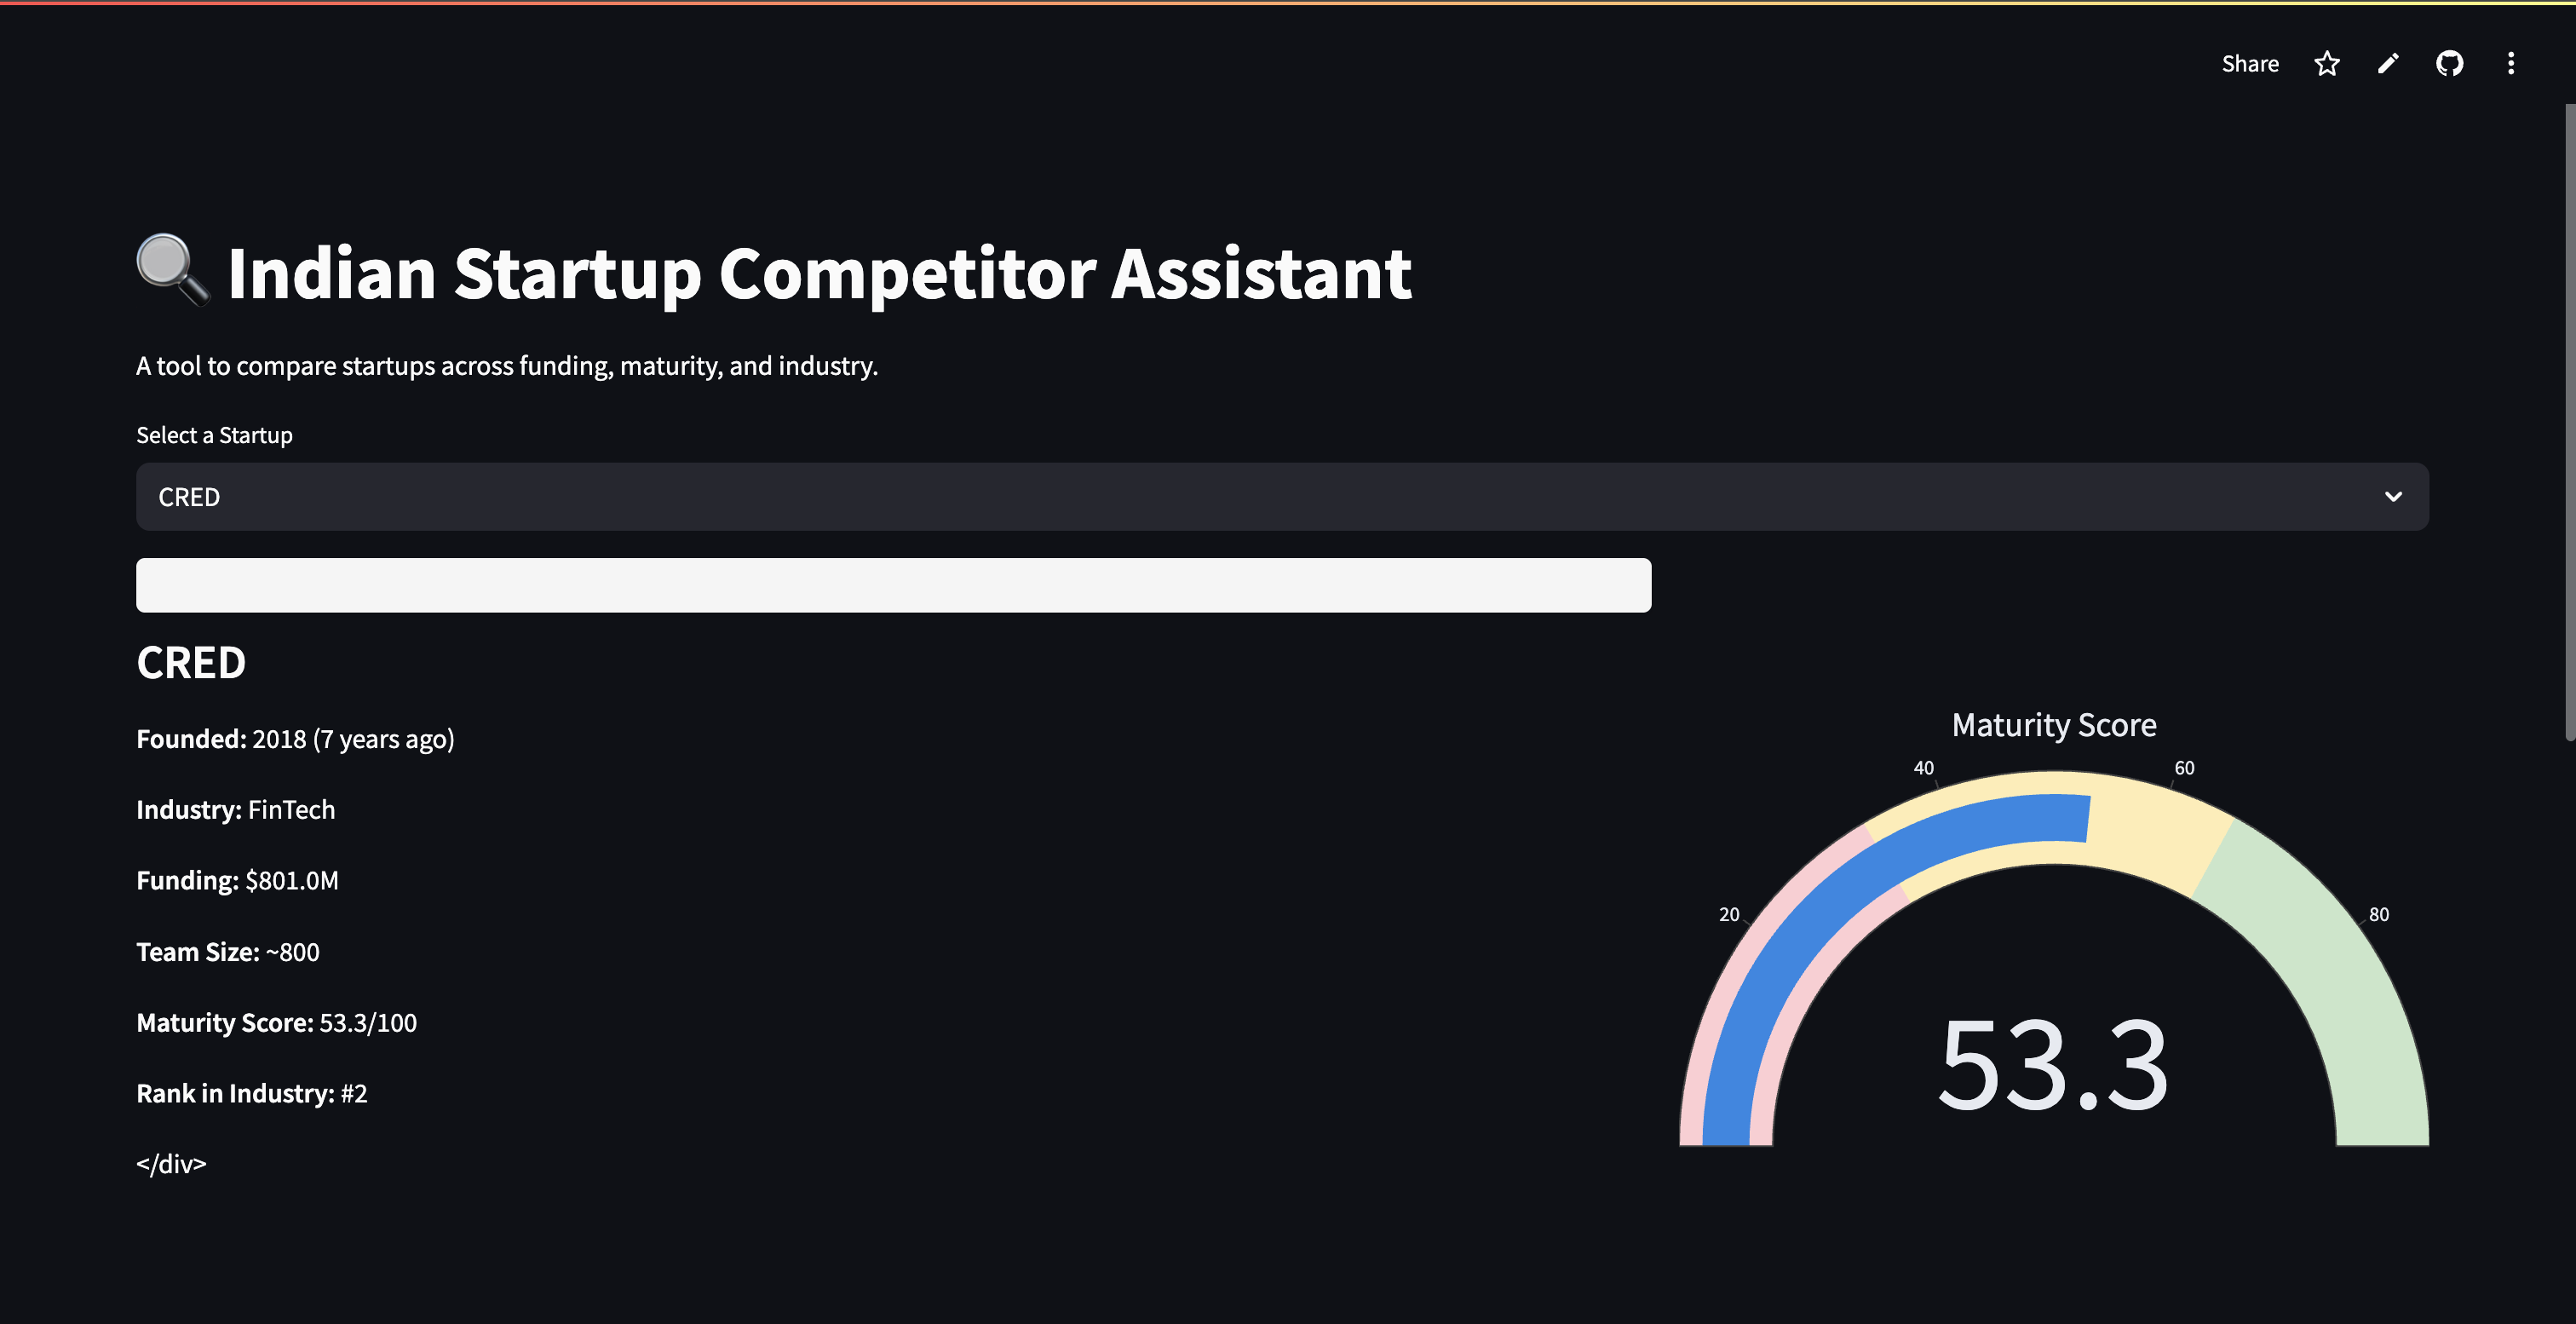 Share
🔍 Indian Startup Competitor Assistant
A tool to compare startups across funding, maturity, and industry.
Select a Startup
CRED
CRED
Founded: 2018 (7 years ago)
Industry: FinTech
Funding: $801.0M
Team Size: ~800
Maturity Score: 53.3/100
Rank in Industry: #2
</div>
Maturity Score
20
40
60
80
53.3